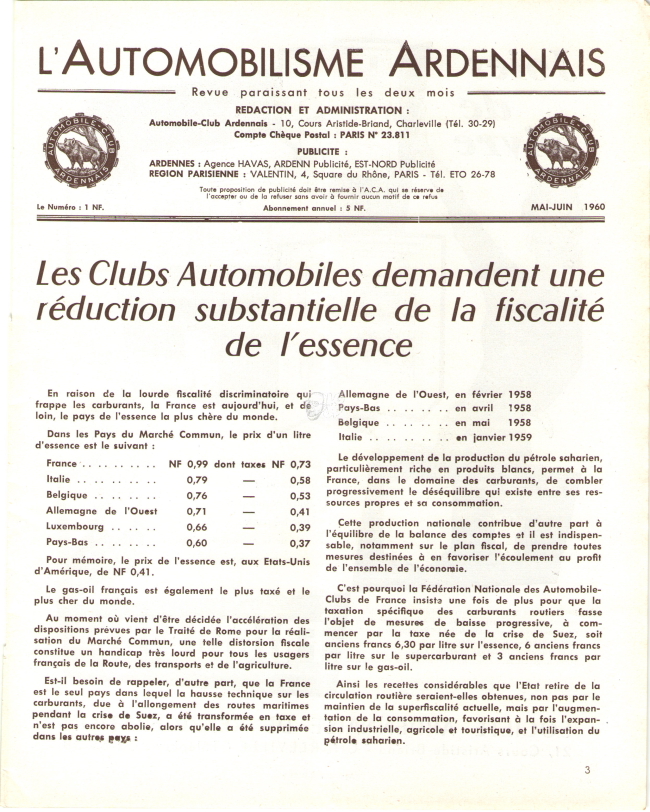 L'AUTOMOBILISME ARDENNAIS
Revue paraissant tous les deux mois
REDACTION ET ADMINISTRATION :
Automobile-Club Ardennais - 10, Cours Aristide-Briand, Charleville (Tél. 30-29)
Compte Chèque Postal : PARIS N° 23.811
PUBLICITE :
ARDENNES : Agence HAVAS, ARDENN Publicité, EST-NORD Publicité
REGION PARISIENNE : VALENTIN, 4, Square du Rhône, PARIS - Tél. ETO 26-78
Toute proposition de publicité doit être remise à l'A.C.A. qui se réserve de
l'accepter ou de la refuser sans avoir à fournir aucun motif de ce refus
AUTOMOBILE-CLUB ARDENNAIS
AUTOMOBILE-CLUB ARDENNAIS
Le Numéro : 1 NF. Abonnement annuel : 5 NF. MAI-JUIN 1960
Les Clubs Automobiles demandent une
réduction substantielle de la fiscalité
de l'essence
En raison de la lourde fiscalité discriminatoire qui
frappe les carburants, la France est aujourd'hui, et de
loin, le pays de l'essence la plus chère du monde.
Dans les Pays du Marché Commun, le prix d'un litre
d'essence est le suivant :
France . . . . . . . . . NF 0,99 dont taxes NF 0,73
Italie . . . . . . . . . 0,79 — 0,58
Belgique . . . . . . . 0,76 — 0,53
Allemagne de l'Ouest 0,71 — 0,41
Luxembourg . . . . . 0,66 — 0,39
Pays-Bas . . . . . . . 0,60 — 0,37
Pour mémoire, le prix de l'essence est, aux Etats-Unis
d'Amérique, de NF 0,41.
Le gas-oil français est également le plus taxé et le
plus cher du monde.
Au moment où vient d'être décidée l'accélération des
dispositions prévues par le Traité de Rome pour la réali-
sation du Marché Commun, une telle distorsion fiscale
constitue un handicap très lourd pour tous les usagers
français de la Route, des transports et de l'agriculture.
Est-il besoin de rappeler, d'autre part, que la France
est le seul pays dans lequel la hausse technique sur les
carburants, due à l'allongement des routes maritimes
pendant la crise de Suez, a été transformée en taxe et
n'est pas encore abolie, alors qu'elle a été supprimée
dans les autres pays :
Allemagne de l'Ouest, en février 1958
Pays-Bas . . . . . . . . en avril 1958
Belgique . . . . . . . . en mai 1958
Italie . . . . . . . . . en janvier 1959
Le développement de la production du pétrole saharien,
particulièrement riche en produits blancs, permet à la
France, dans le domaine des carburants, de combler
progressivement le déséquilibre qui existe entre ses res-
sources propres et sa consommation.
Cette production nationale contribue d'autre part à
l'équilibre de la balance des comptes et il est indispen-
sable, notamment sur le plan fiscal, de prendre toutes
mesures destinées à en favoriser l'écoulement au profit
de l'ensemble de l'économie.
C'est pourquoi la Fédération Nationale des Automobile-
Clubs de France insiste une fois de plus pour que la
taxation spécifique des carburants routiers fasse
l'objet de mesures de baisse progressive, à com-
mencer par la taxe née de la crise de Suez, soit
anciens francs 6,30 par litre sur l'essence, 6 anciens francs
par litre sur le supercarburant et 3 anciens francs par
litre sur le gas-oil.
Ainsi les recettes considérables que l'Etat retire de la
circulation routière seraient-elles obtenues, non pas par le
maintien de la superfiscalité actuelle, mais par l'augmen-
tation de la consommation, favorisant à la fois l'expan-
sion industrielle, agricole et touristique, et l'utilisation du
pétrole saharien.
3